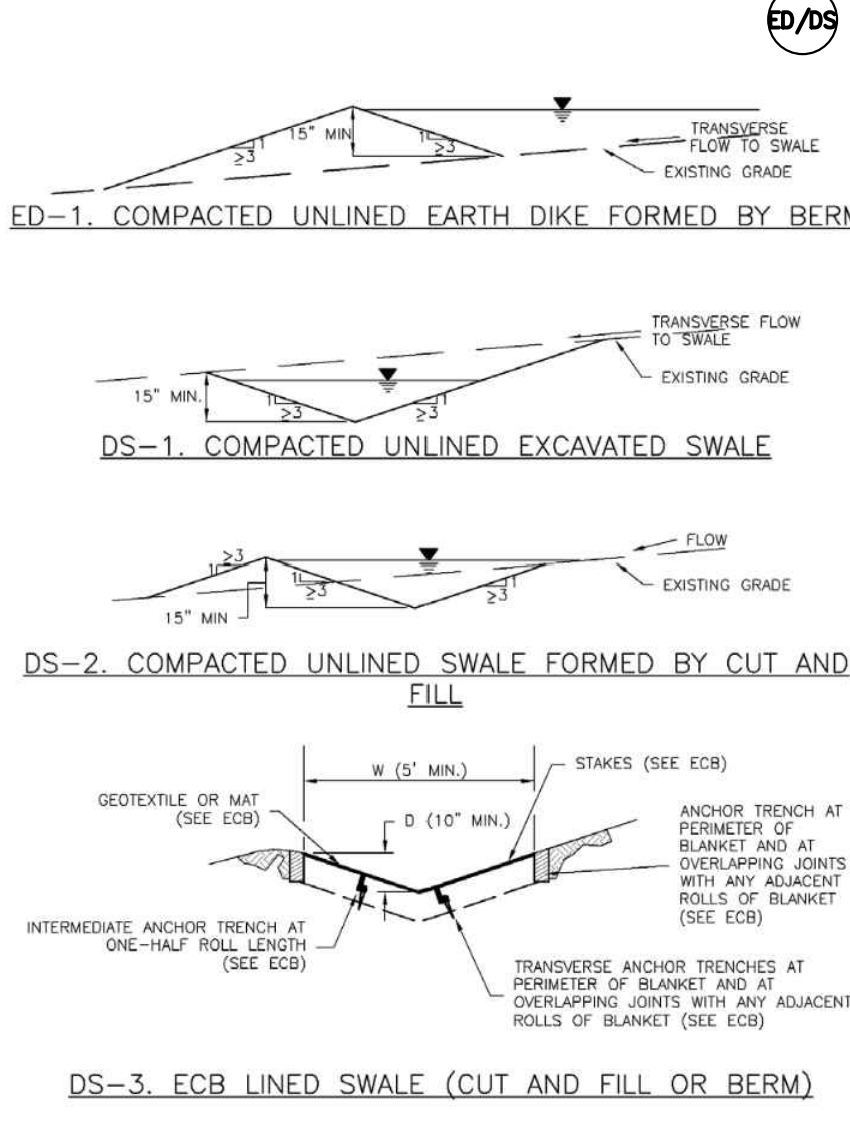 ED/DS
15" MIN
1
≥3
1
≥3
TRANSVERSE
FLOW TO SWALE
EXISTING GRADE
ED-1. COMPACTED UNLINED EARTH DIKE FORMED BY BERM
TRANSVERSE FLOW
TO SWALE
EXISTING GRADE
15" MIN.
1
≥3
1
≥3
DS-1. COMPACTED UNLINED EXCAVATED SWALE
FLOW
≥3
1
1
≥3
1
≥3
EXISTING GRADE
15" MIN
DS-2. COMPACTED UNLINED SWALE FORMED BY CUT AND
FILL
W (5' MIN.)
STAKES (SEE ECB)
GEOTEXTILE OR MAT
(SEE ECB)
D (10" MIN.)
ANCHOR TRENCH AT
PERIMETER OF
BLANKET AND AT
OVERLAPPING JOINTS
WITH ANY ADJACENT
ROLLS OF BLANKET
(SEE ECB)
INTERMEDIATE ANCHOR TRENCH AT
ONE-HALF ROLL LENGTH
(SEE ECB)
TRANSVERSE ANCHOR TRENCHES AT
PERIMETER OF BLANKET AND AT
OVERLAPPING JOINTS WITH ANY ADJACENT
ROLLS OF BLANKET (SEE ECB)
DS-3. ECB LINED SWALE (CUT AND FILL OR BERM)